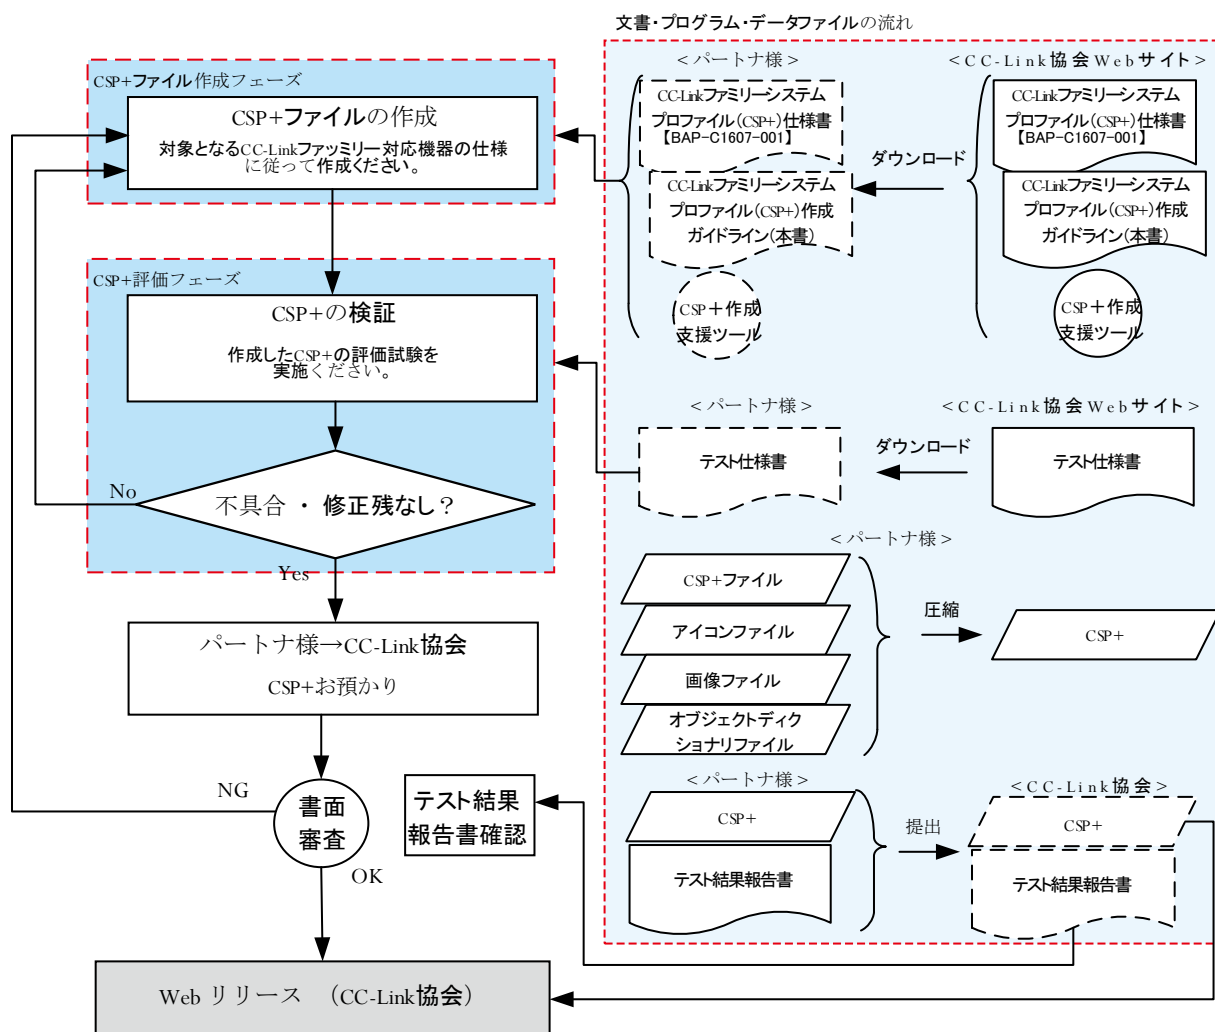 文書・プログラム・データファイルの流れ
CSP+ファイル作成フェーズ
CSP+ファイルの作成
対象となるCC-Linkファッミリー対応機器の仕様
に従って作成ください。
CSP+評価フェーズ
CSP+の検証
作成したCSP+の評価試験を
実施ください。
不具合 ・ 修正残なし？
No
Yes
パートナ様→CC-Link協会
CSP+お預かり
NG
書面
審査
OK
テスト結果
報告書確認
Web リリース （CC-Link協会）
＜パートナ様＞
CC-Linkファミリーシステム
プロファイル(CSP+)仕様書
【BAP-C1607-001】
CC-Linkファミリーシステム
プロファイル(CSP+)作成
ガイドライン(本書)
CSP＋作成
支援ツール
ダウンロード
＜CC-Link協会Webサイト＞
CC-Linkファミリーシステム
プロファイル(CSP+)仕様書
【BAP-C1607-001】
CC-Linkファミリーシステム
プロファイル(CSP+)作成
ガイドライン(本書)
CSP＋作成
支援ツール
＜パートナ様＞
テスト仕様書
ダウンロード
＜CC-Link協会Webサイト＞
テスト仕様書
＜パートナ様＞
CSP+ファイル
アイコンファイル
画像ファイル
オブジェクトディク
ショナリファイル
圧縮
CSP+
＜パートナ様＞
CSP+
テスト結果報告書
提出
＜CC-Link協会＞
CSP+
テスト結果報告書